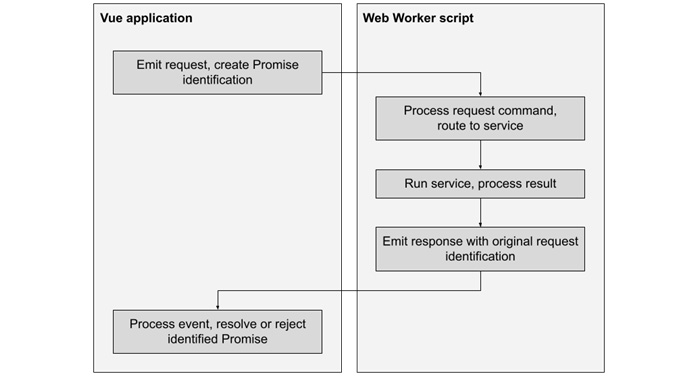 Vue application
Web Worker script
Emit request, create Promise
identification
Process request command,
route to service
Run service, process result
Emit response with original request
identification
Process event, resolve or reject
identified Promise